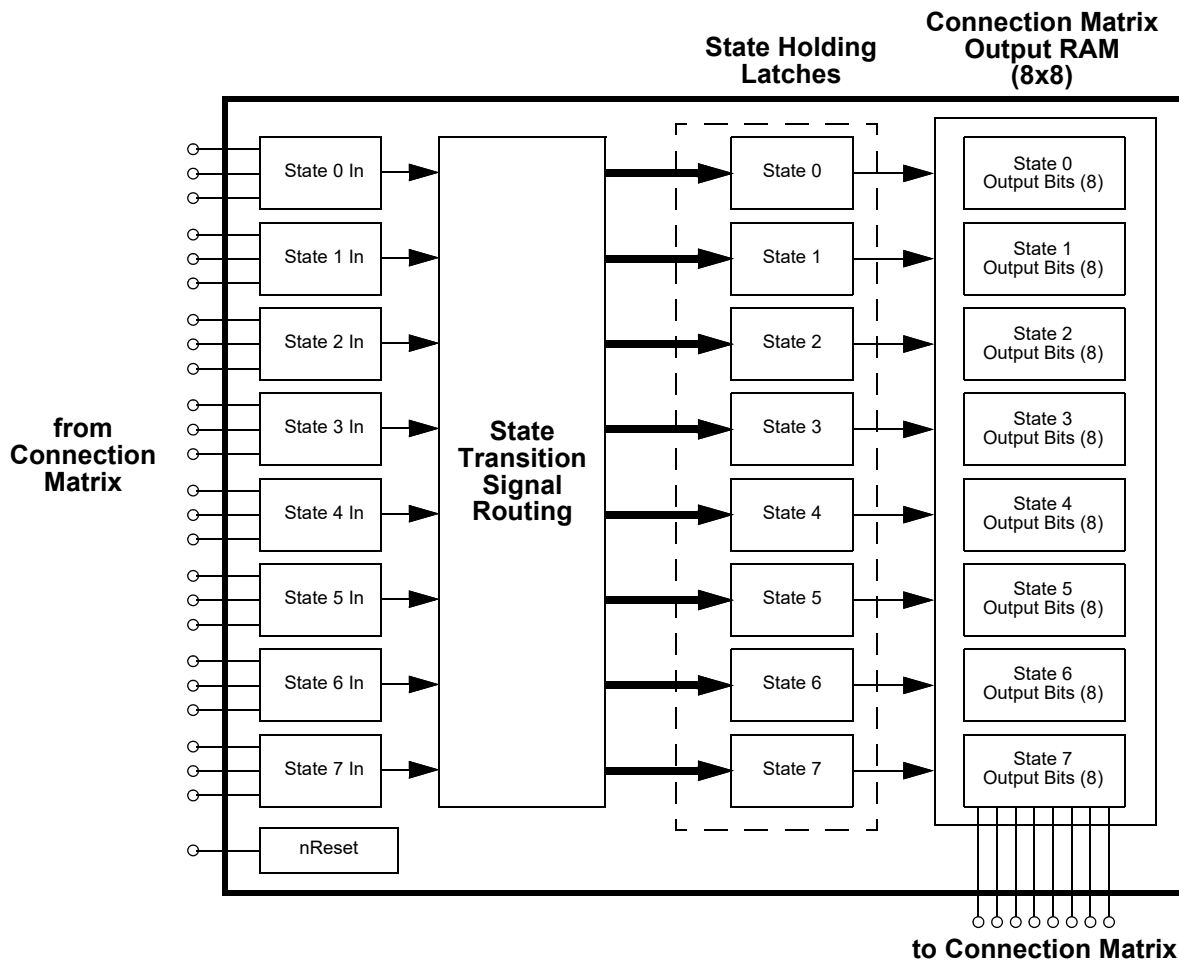 Connection Matrix
Output RAM
(8x8)
State Holding
Latches
from
Connection
Matrix
State 0 In
State 1 In
State 2 In
State 3 In
State 4 In
State 5 In
State 6 In
State 7 In
nReset
State
Transition
Signal
Routing
State 0
State 1
State 2
State 3
State 4
State 5
State 6
State 7
State 0
Output Bits (8)
State 1
Output Bits (8)
State 2
Output Bits (8)
State 3
Output Bits (8)
State 4
Output Bits (8)
State 5
Output Bits (8)
State 6
Output Bits (8)
State 7
Output Bits (8)
to Connection Matrix